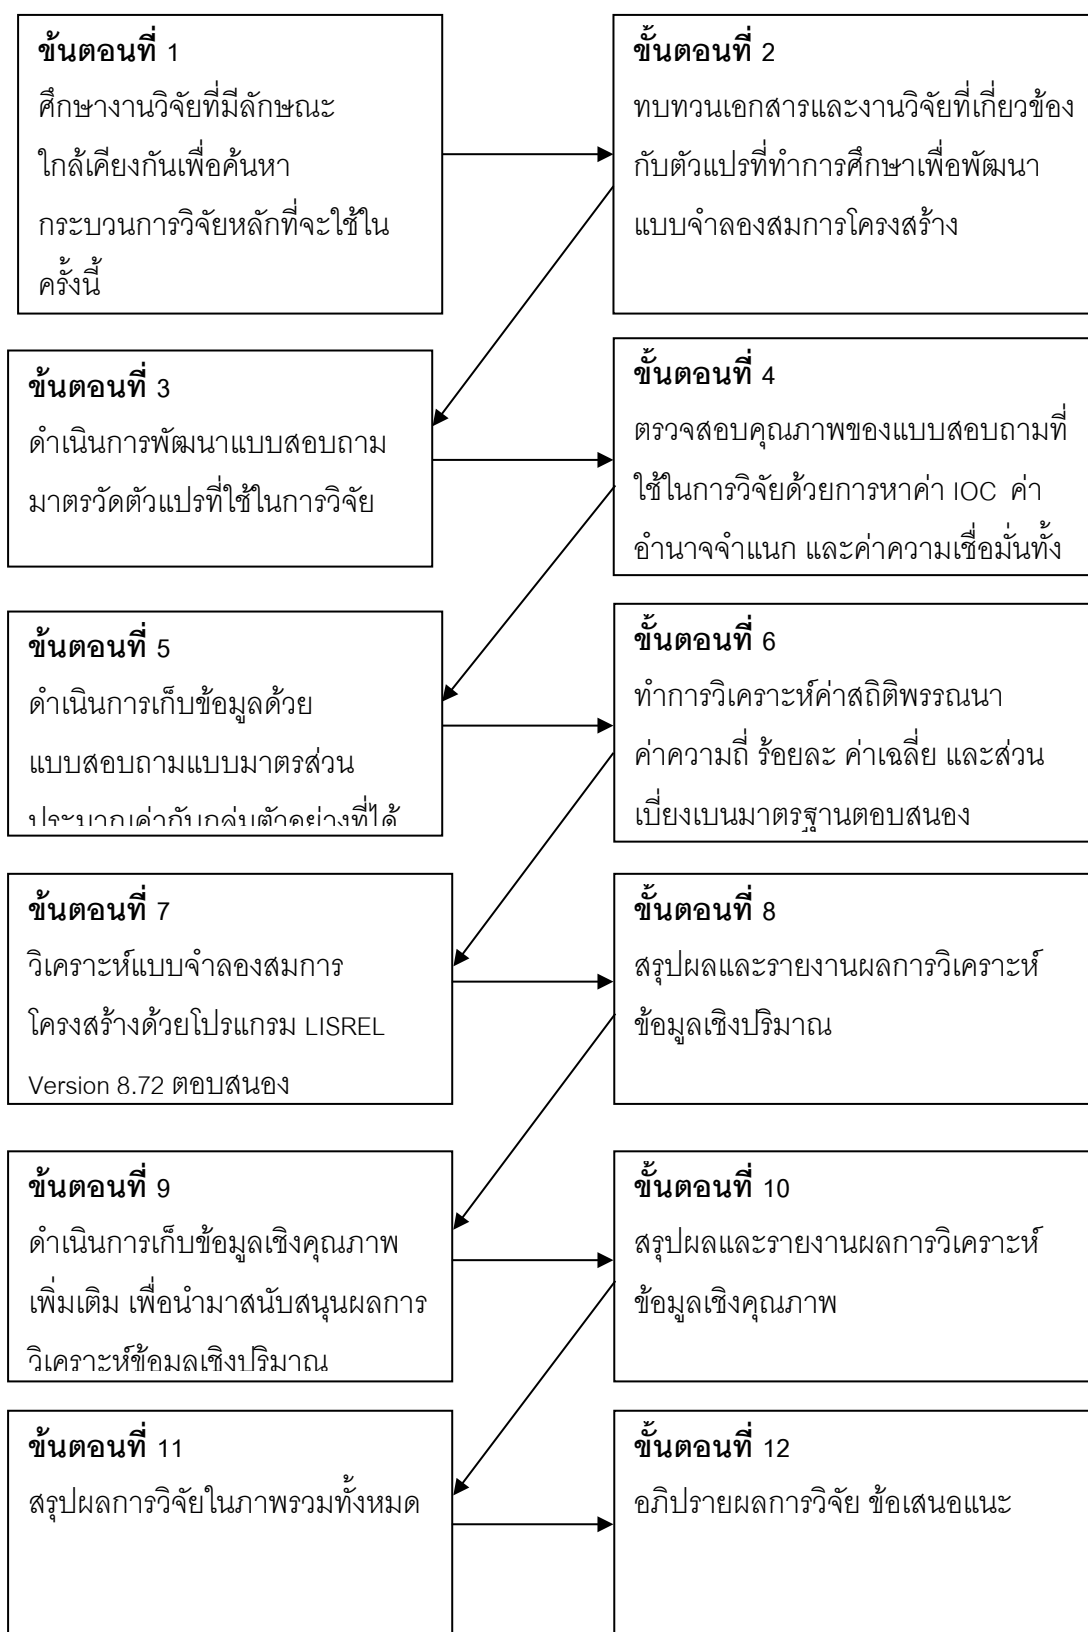 ขั้นตอนที่ 1
ศึกษางานวิจัยที่มีลักษณะ
ใกล้เคียงกันเพื่อค้นหา
กระบวนการวิจัยหลักที่จะใช้ใน
ครั้งนี้
ขั้นตอนที่ 2
ทบทวนเอกสารและงานวิจัยที่เกี่ยวข้อง
กับตัวแปรที่ทำการศึกษาเพื่อพัฒนา
แบบจำลองสมการโครงสร้าง
ขั้นตอนที่ 3
ดำเนินการพัฒนาแบบสอบถาม
มาตรวัดตัวแปรที่ใช้ในการวิจัย
ขั้นตอนที่ 4
ตรวจสอบคุณภาพของแบบสอบถามที่
ใช้ในการวิจัยด้วยการหาค่า IOC ค่า
อำนาจจำแนก และค่าความเชื่อมั่นทั้ง
ขั้นตอนที่ 5
ดำเนินการเก็บข้อมูลด้วย
แบบสอบถามแบบมาตรส่วน
ประมาณค่ากับกลุ่มตัวอย่างที่ได้
ขั้นตอนที่ 6
ทำการวิเคราะห์ค่าสถิติพรรณนา
ค่าความถี่ ร้อยละ ค่าเฉลี่ย และส่วน
เบี่ยงเบนมาตรฐานตอบสนอง
ขั้นตอนที่ 7
วิเคราะห์แบบจำลองสมการ
โครงสร้างด้วยโปรแกรม LISREL
Version 8.72 ตอบสนอง
ขั้นตอนที่ 8
สรุปผลและรายงานผลการวิเคราะห์
ข้อมูลเชิงปริมาณ
ขั้นตอนที่ 9
ดำเนินการเก็บข้อมูลเชิงคุณภาพ
เพิ่มเติม เพื่อนำมาสนับสนุนผลการ
วิเคราะห์ข้อมูลเชิงปริมาณ
ขั้นตอนที่ 10
สรุปผลและรายงานผลการวิเคราะห์
ข้อมูลเชิงคุณภาพ
ขั้นตอนที่ 11
สรุปผลการวิจัยในภาพรวมทั้งหมด
ขั้นตอนที่ 12
อภิปรายผลการวิจัย ข้อเสนอแนะ